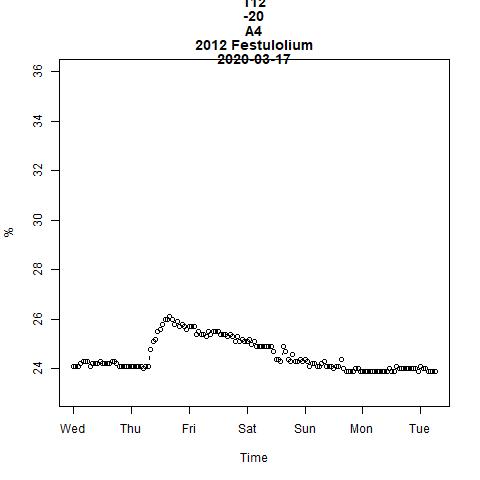 T12
-20
A4
2012 Festulolium
2020-03-17
36
34
32
30
28
26
24
%
Wed Thu Fri Sat Sun Mon Tue
Time